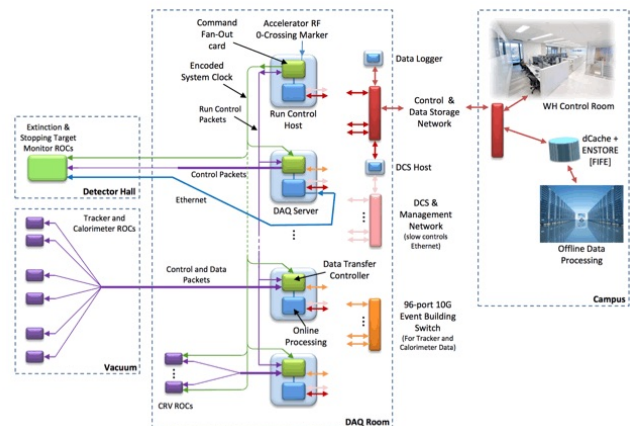 Command
Fan-Out
card
Accelerator RF
0-Crossing Marker
Encoded
System Clock
Run Control
Packets
Run Control
Host
Data Logger
Control &
Data Storage
Network
WH Control Room
dCache +
ENSTORE
[FIFE]
Offline Data
Processing
Campus
Extinction &
Stopping Target
Monitor ROCs
Detector Hall
Control Packets
Ethernet
DAQ Server
DCS Host
DCS &
Management
Network
(slow controls
Ethernet)
Tracker and
Calorimeter ROCs
Control and Data
Packets
Vacuum
Data Transfer
Controller
Online
Processing
96-port 10G
Event Building
Switch
(For Tracker and
Calorimeter Data)
CRV ROCs
DAQ Room